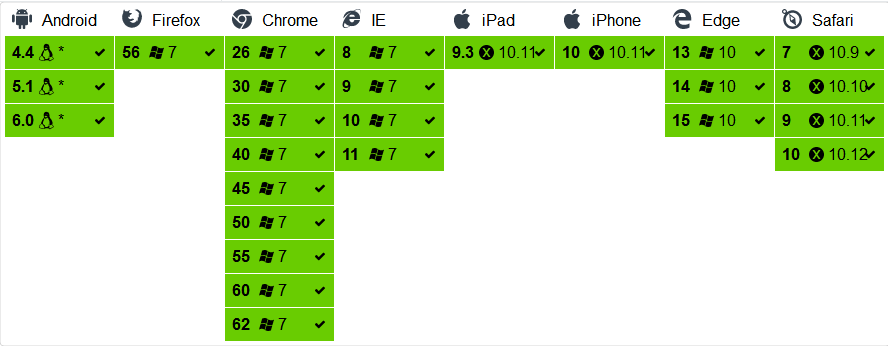 Android Firefox Chrome IE iPad iPhone Edge Safari
4.4 * 56 7 26 7 8 7 9.3 10.11 10 10.11 13 10 7 10.9
5.1 * 30 7 9 7 14 10 8 10.10
6.0 * 35 7 10 7 15 10 9 10.11
40 7 11 7 10 10.12
45 7
50 7
55 7
60 7
62 7